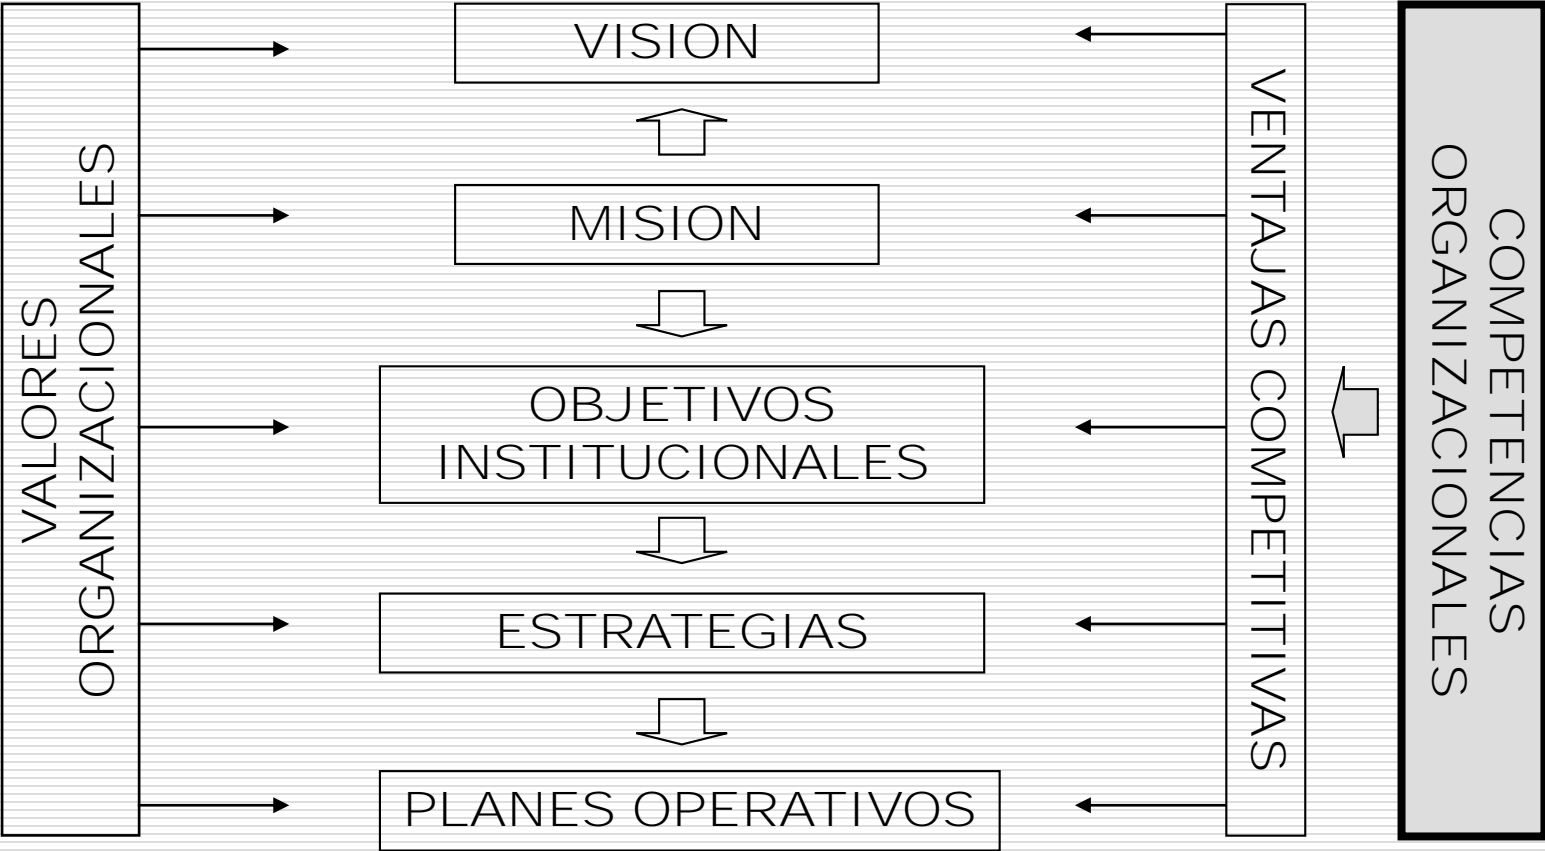 VALORES
ORGANIZACIONALES
VISION
MISION
OBJETIVOS
INSTITUCIONALES
ESTRATEGIAS
PLANES OPERATIVOS
VENTAJAS COMPETITIVAS
COMPETENCIAS
ORGANIZACIONALES